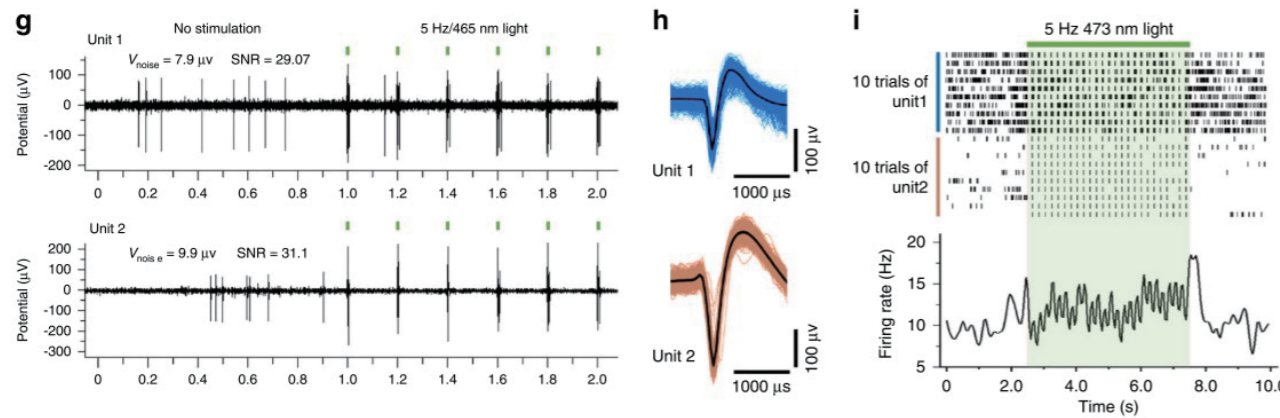 g
No stimulation
5 Hz/465 nm light
Unit 1
Vnoise = 7.9 μv SNR = 29.07
Potential (μV)
100
0
-100
-200
0 0.2 0.4 0.6 0.8 1.0 1.2 1.4 1.6 1.8 2.0
Unit 2
Vnois e = 9.9 μv SNR = 31.1
Potential (μV)
200
100
0
-100
-200
-300
0 0.2 0.4 0.6 0.8 1.0 1.2 1.4 1.6 1.8 2.0
h
100 μv
Unit 1
1000 μs
100 μv
Unit 2
1000 μs
i
5 Hz 473 nm light
10 trials of
unit1
10 trials of
unit2
Firing rate (Hz)
20
15
10
5
0 2.0 4.0 6.0 8.0 10.0
Time (s)